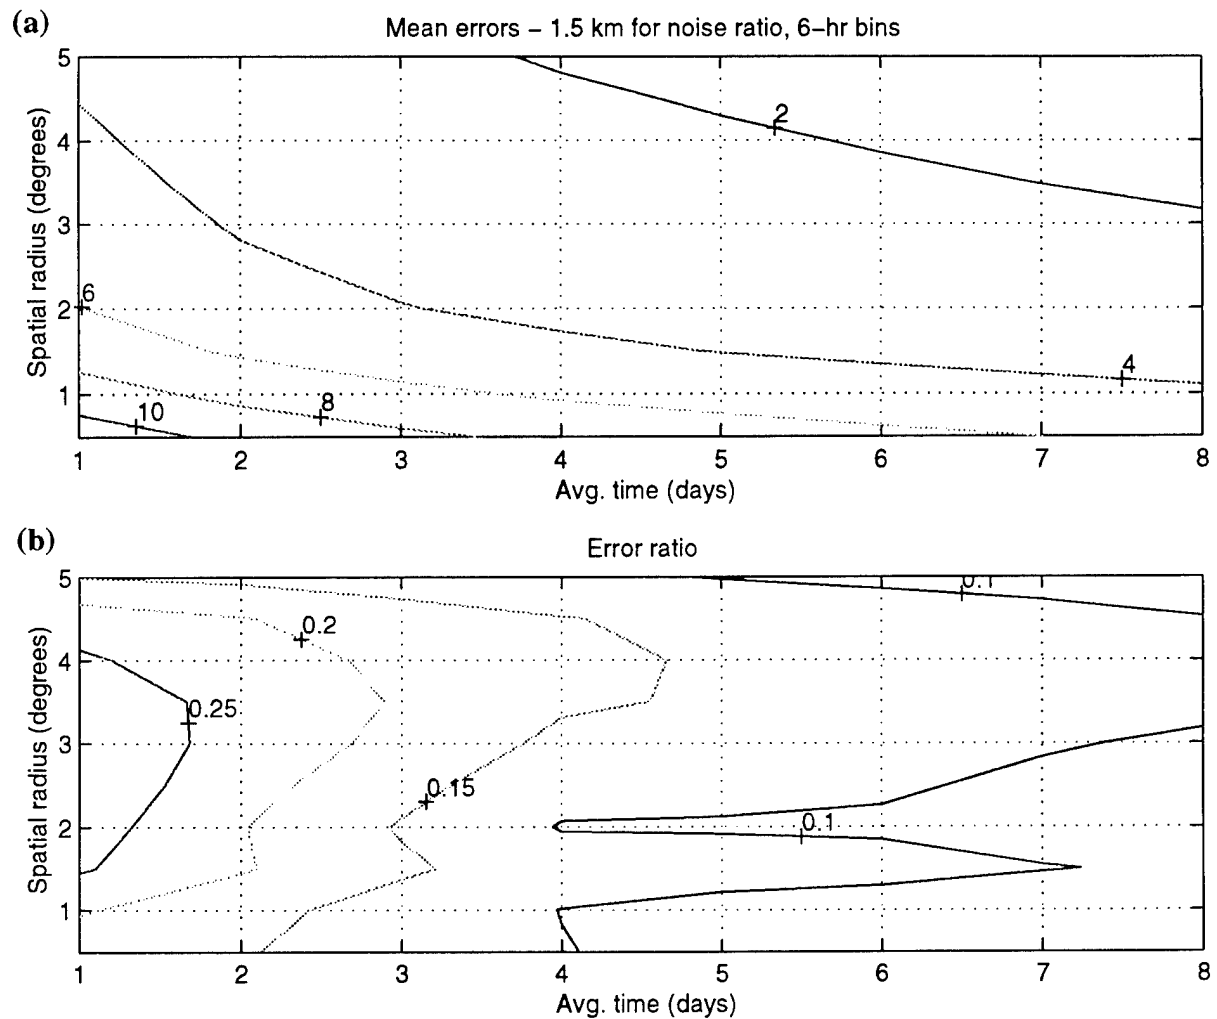 (a)
Mean errors – 1.5 km for noise ratio, 6–hr bins
Spatial radius (degrees)
5
4
3
2
1
2
6
4
8
10
1 2 3 4 5 6 7 8
Avg. time (days)
(b)
Error ratio
Spatial radius (degrees)
5
4
3
2
1
0.1
0.2
0.25
0.15
0.1
1 2 3 4 5 6 7 8
Avg. time (days)